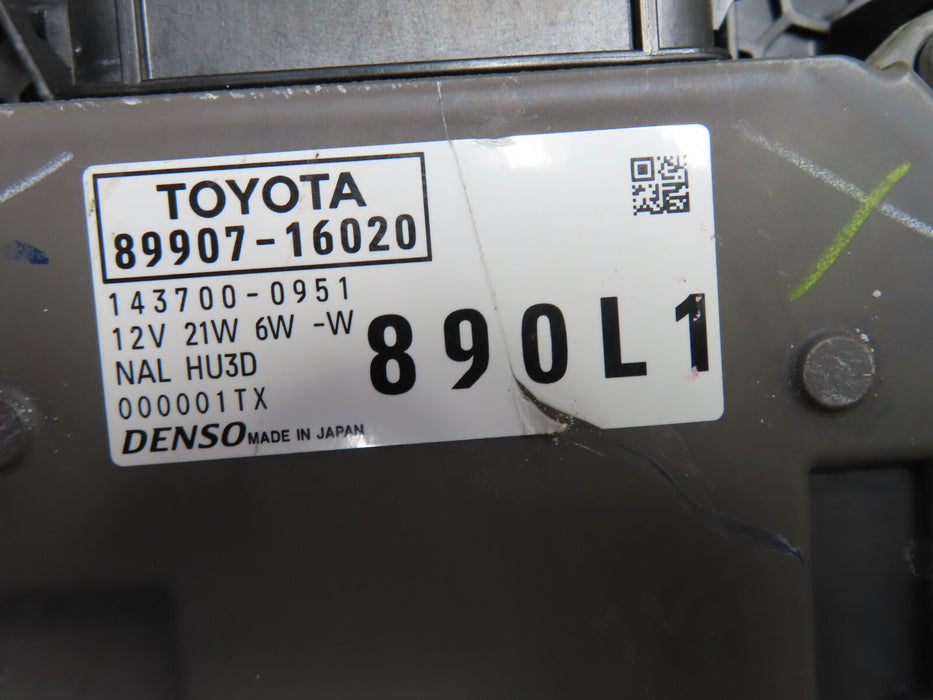 TOYOTA
89907-16020
143700-0951
12V 21W 6W -W
NAL HU3D
000001TX
DENSO MADE IN JAPAN
890L1